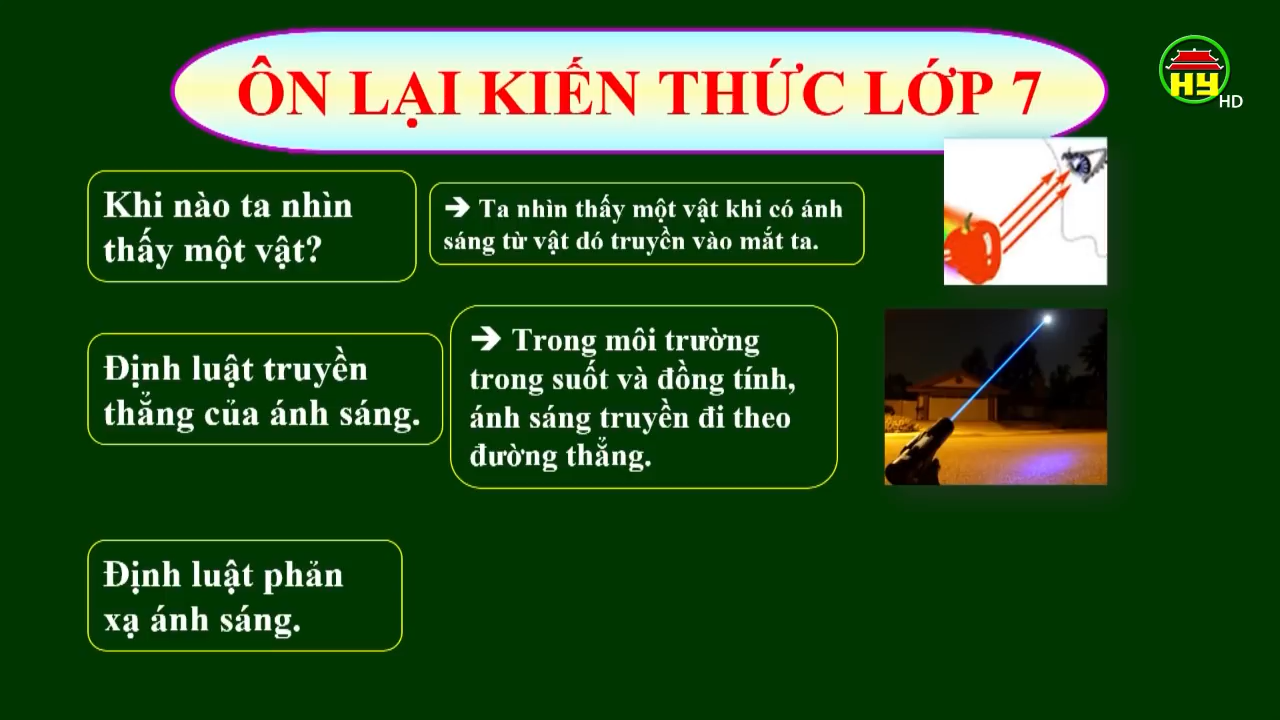 ÔN LẠI KIẾN THỨC LỚP 7
HY
HD
Khi nào ta nhìn
thấy một vật?
➔ Ta nhìn thấy một vật khi có ánh
sáng từ vật dó truyền vào mắt ta.
Định luật truyền
thẳng của ánh sáng.
➔ Trong môi trường
trong suốt và đồng tính,
ánh sáng truyền đi theo
đường thẳng.
Định luật phản
xạ ánh sáng.